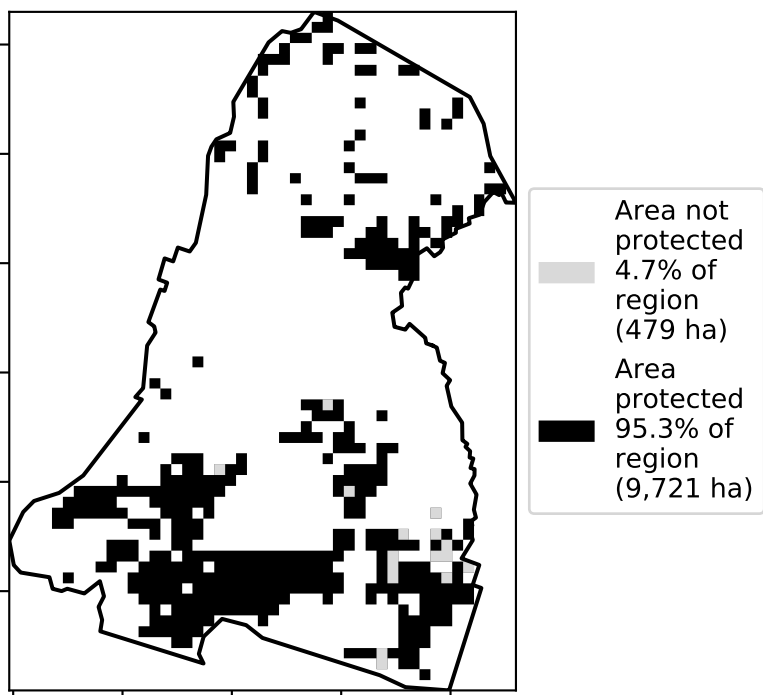 Area not
protected
4.7% of
region
(479 ha)
Area
protected
95.3% of
region
(9,721 ha)